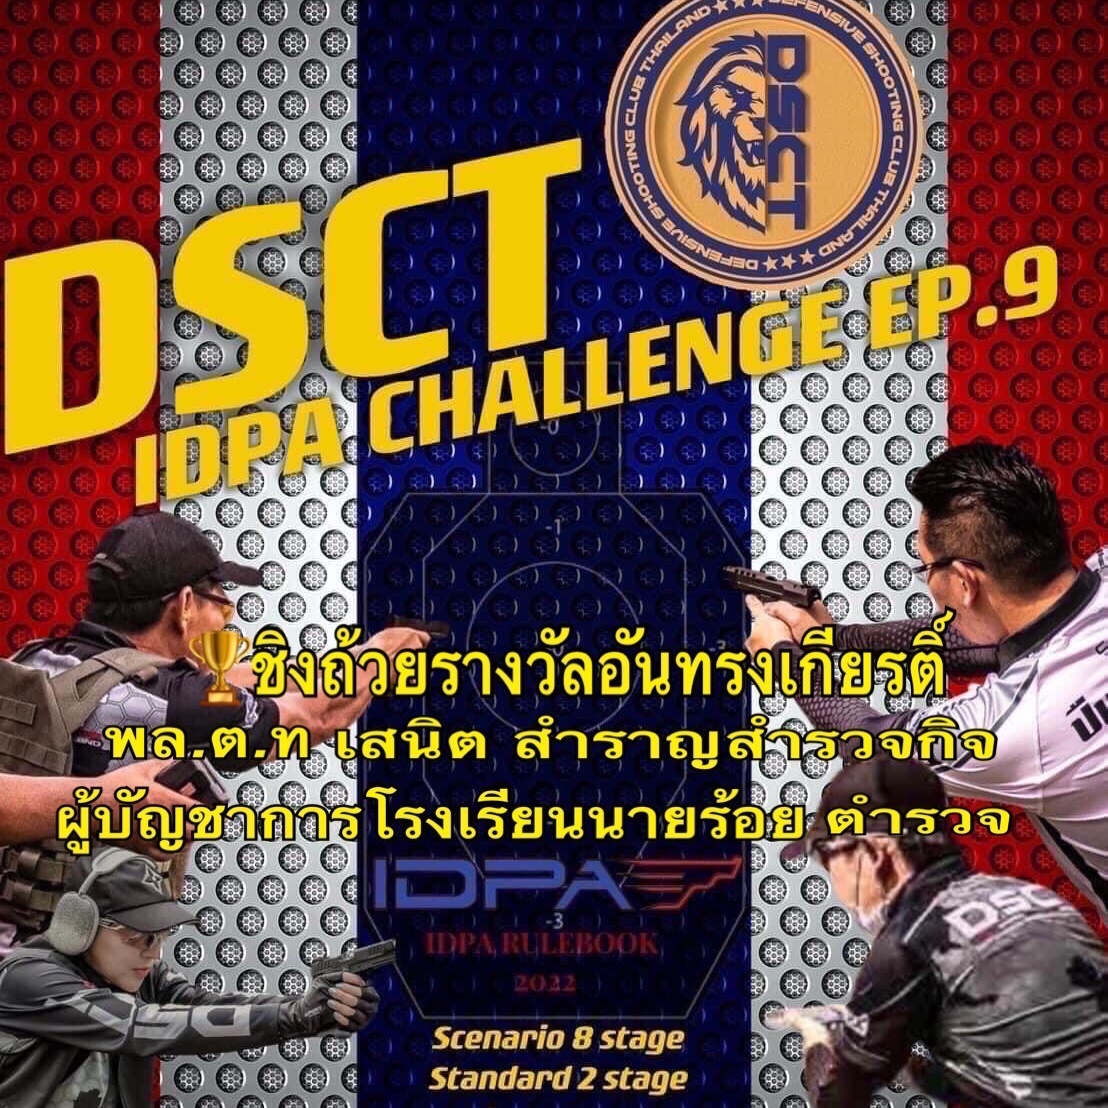 DEFENSIVE SHOOTING CLUB THAILAND ★★★ DEFENSIVE SHOOTING CLUB THAILAND ★★★
DSCT
DSCT
IDPA CHALLENGE EP.9
-0
-1
-3
🏆ชิงถ้วยรางวัลอันทรงเกียรติ์
พล.ต.ท เสนิต สำราญสำรวจกิจ
ผู้บัญชาการโรงเรียนนายร้อย ตำรวจ
IDPA
-3
IDPA RULEBOOK
2022
Scenario 8 stage
Standard 2 stage